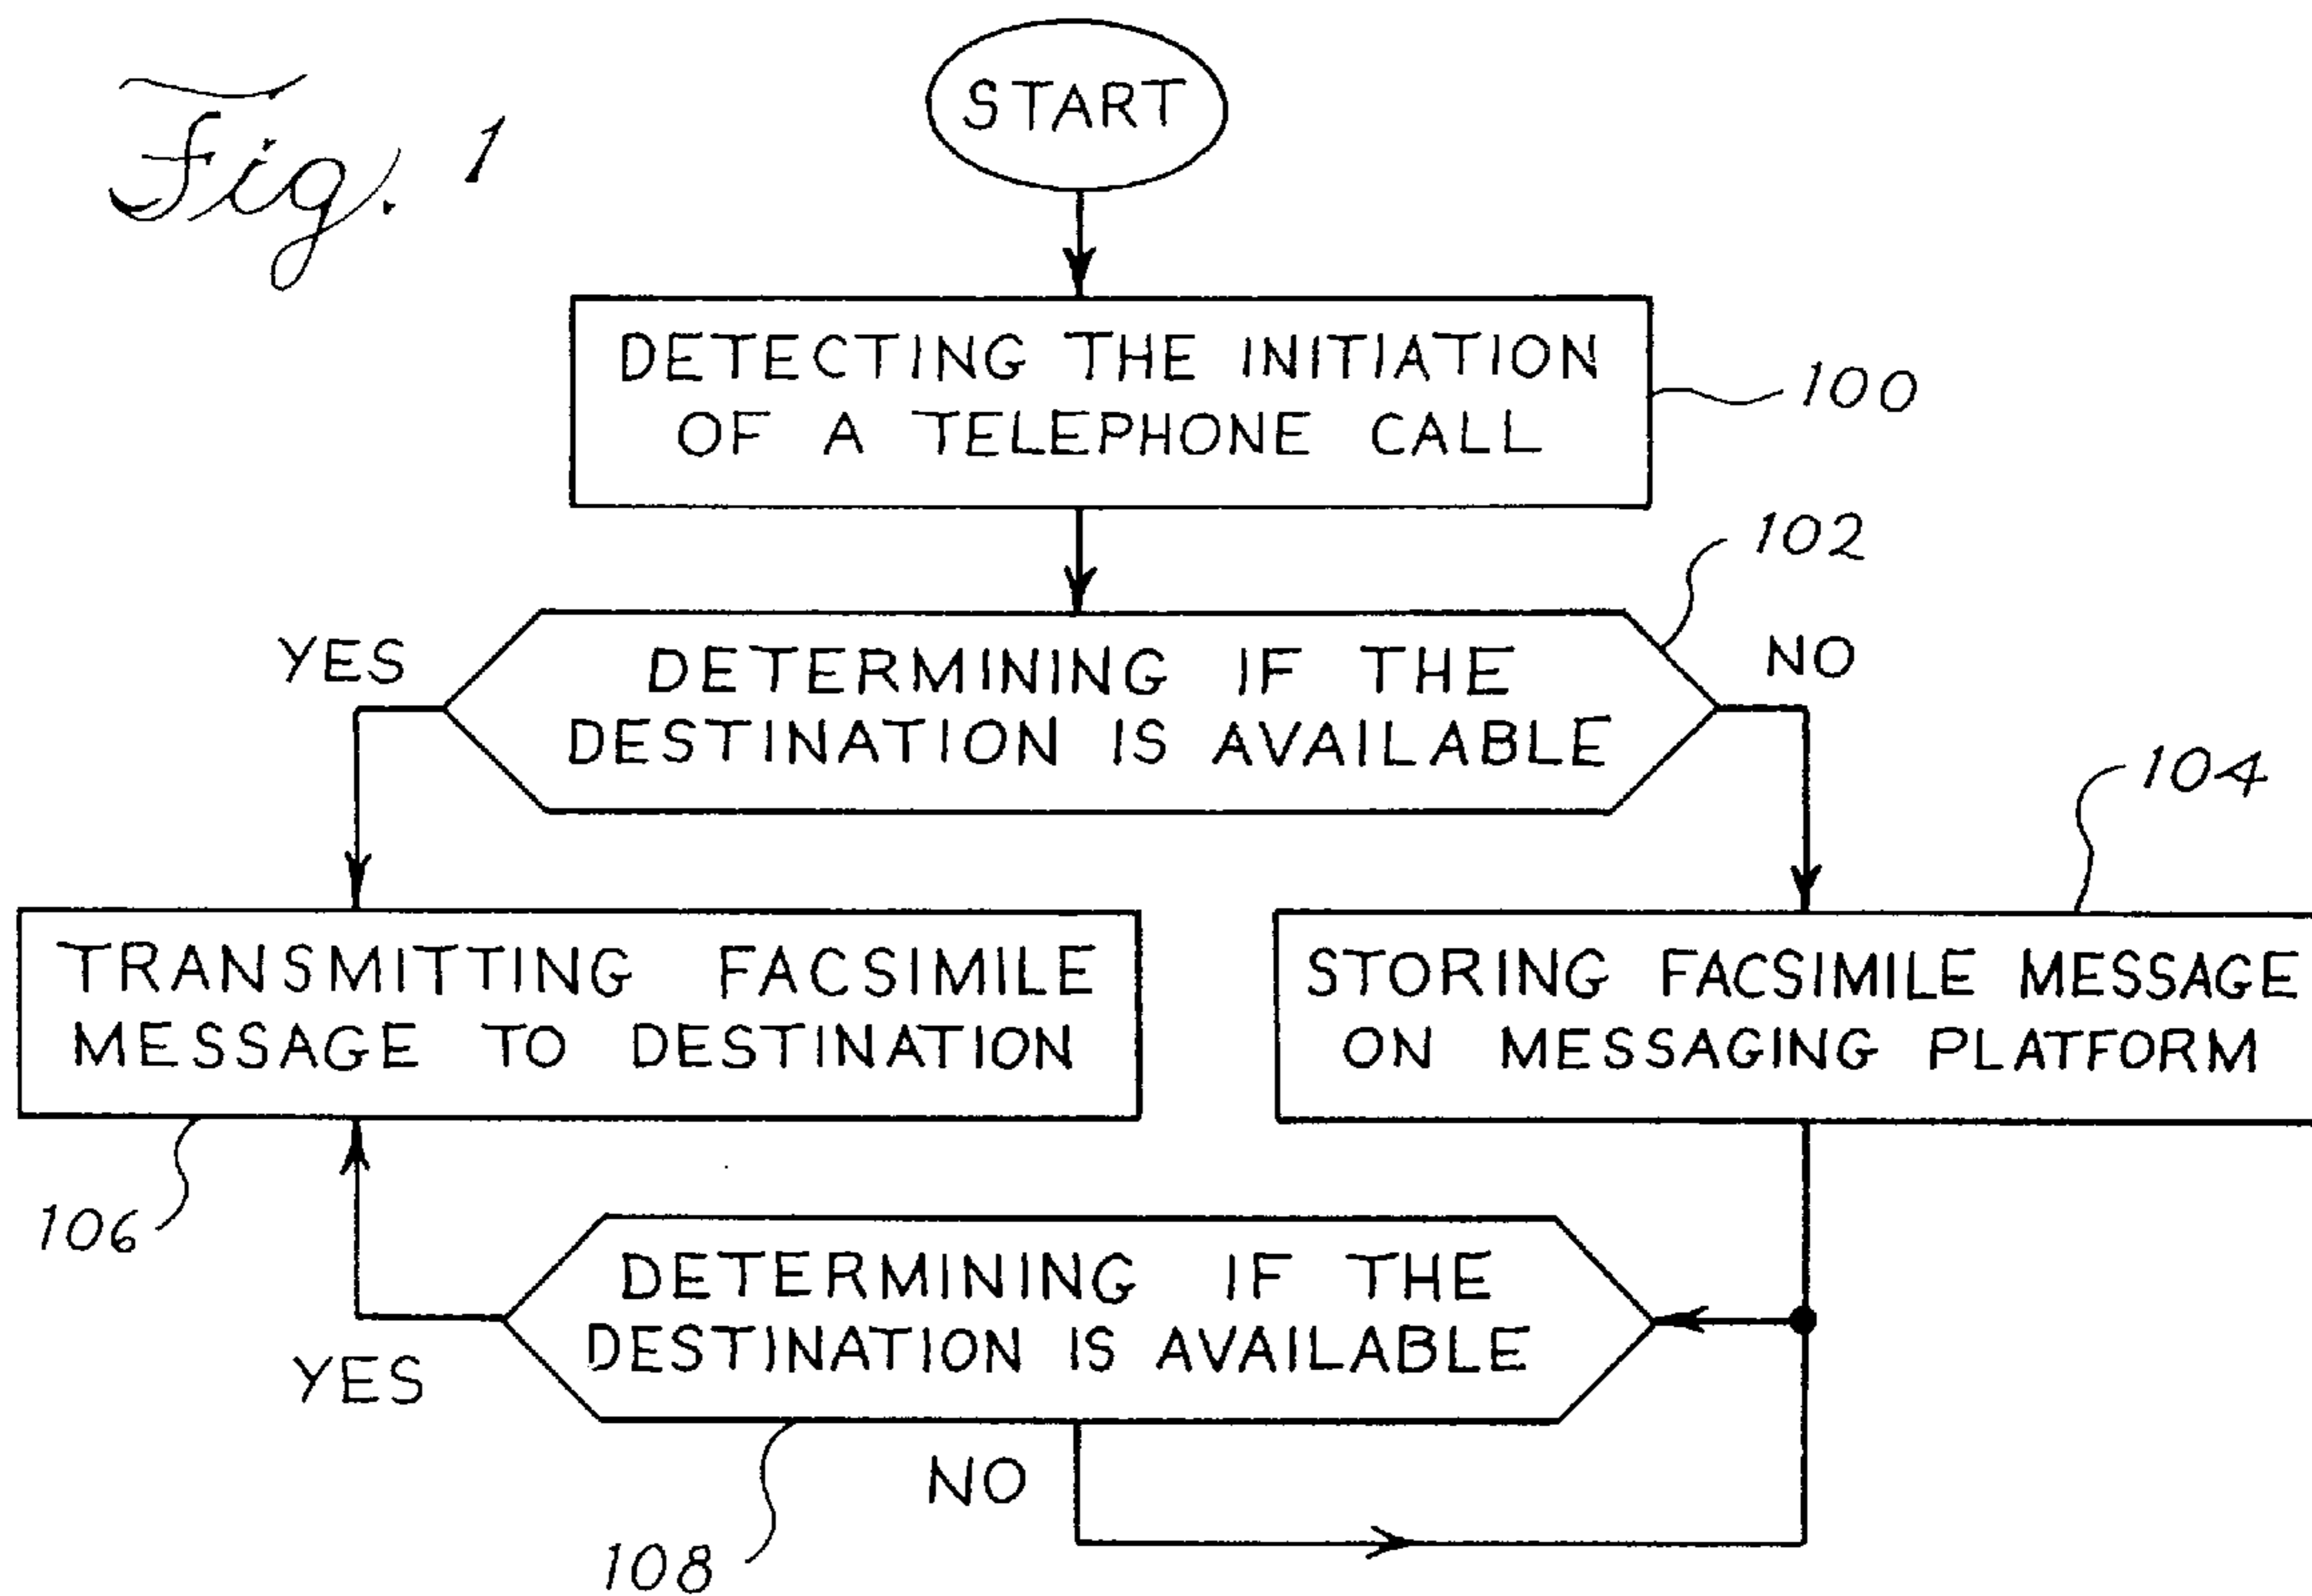 Fig. 1
START
DETECTING THE INITIATION
OF A TELEPHONE CALL
100
102
YES
DETERMINING IF THE
DESTINATION IS AVAILABLE
NO
104
TRANSMITTING FACSIMILE
MESSAGE TO DESTINATION
STORING FACSIMILE MESSAGE
ON MESSAGING PLATFORM
106
DETERMINING IF THE
DESTINATION IS AVAILABLE
YES
NO
108